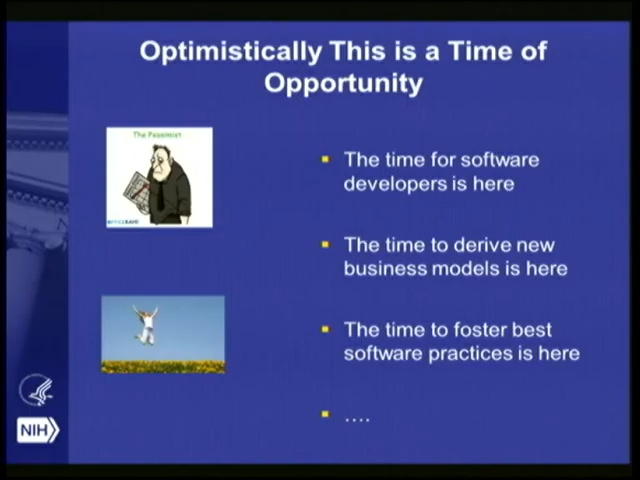 Optimistically This is a Time of
Opportunity
The Pessimist
The time for software
developers is here
The time to derive new
business models is here
The time to foster best
software practices is here
....
NIH